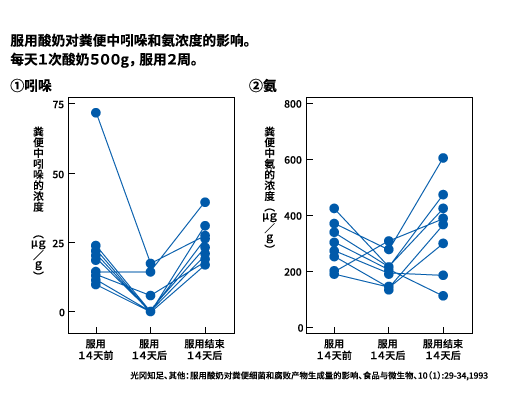 服用酸奶对粪便中吲哚和氨浓度的影响。
每天1次酸奶500g，服用2周。
①吲哚
75
50
25
0
粪便中吲哚的浓度（μg／g）
服用
14天前
服用
14天后
服用结束
14天后
②氨
800
600
400
200
0
粪便中氨的浓度（μg／g）
服用
14天前
服用
14天后
服用结束
14天后
光冈知足、其他：服用酸奶对粪便细菌和腐败产物生成量的影响、食品与微生物、10（1）:29-34,1993